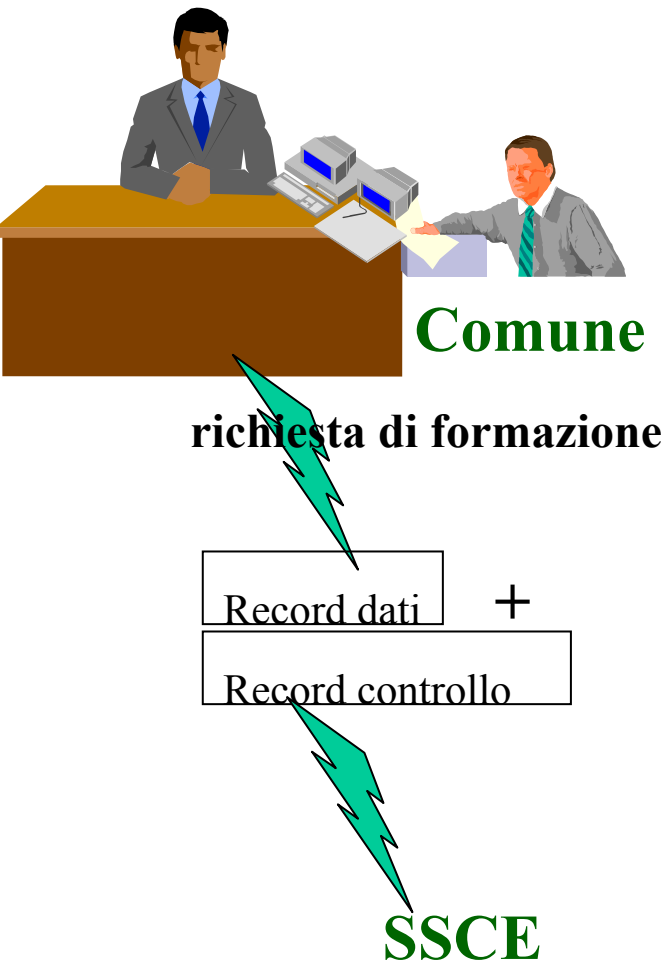 Comune
richiesta di formazione
Record dati +
Record controllo
SSCE